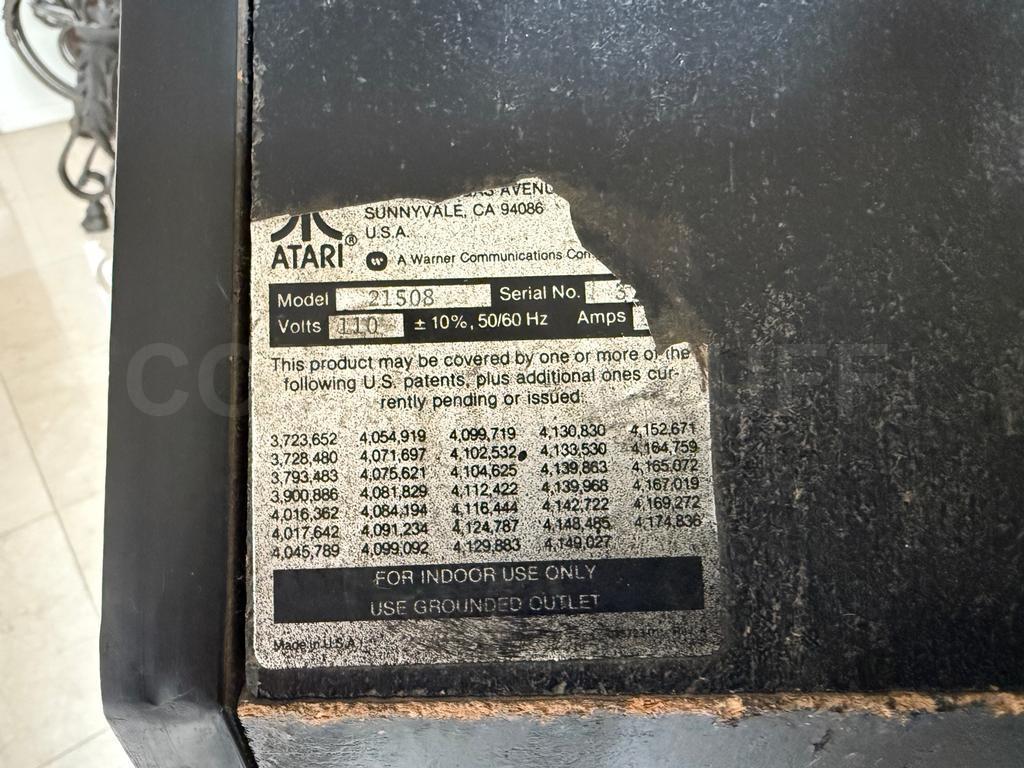 AVENU
SUNNYVALE, CA 94086
U.S.A.
ATARI®
A Warner Communications Com
Model 21508 Serial No. 3
Volts 110 ± 10%, 50/60 Hz Amps
This product may be covered by one or more of the
following U.S. patents, plus additional ones cur-
rently pending or issued:
3,723,652 4,054,919 4,099,719 4,130,830 4,152,671
3,728,480 4,071,697 4,102,532 4,133,530 4,164,759
3,793,483 4,075,621 4,104,625 4,139,863 4,165,072
3,900,886 4,081,829 4,112,422 4,139,968 4,167,019
4,016,362 4,084,194 4,116,444 4,142,722 4,169,272
4,017,642 4,091,234 4,124,787 4,148,485 4,174,836
4,045,789 4,099,092 4,129,883 4,149,027
FOR INDOOR USE ONLY
USE GROUNDED OUTLET
Made in U.S.A.